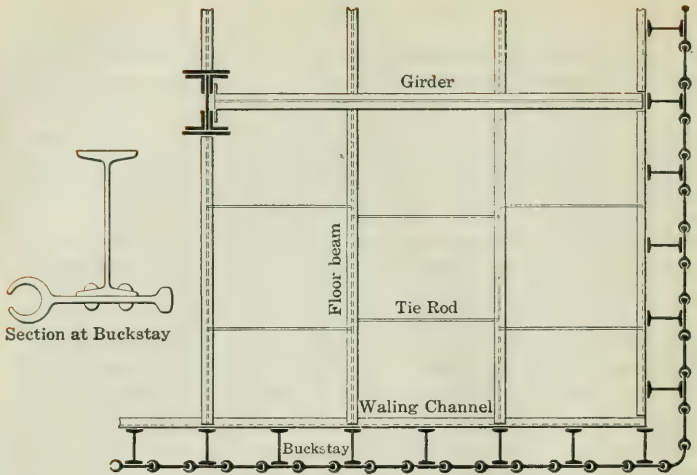 Girder
Floor beam
Tie Rod
Section at Buckstay
Waling Channel
Buckstay